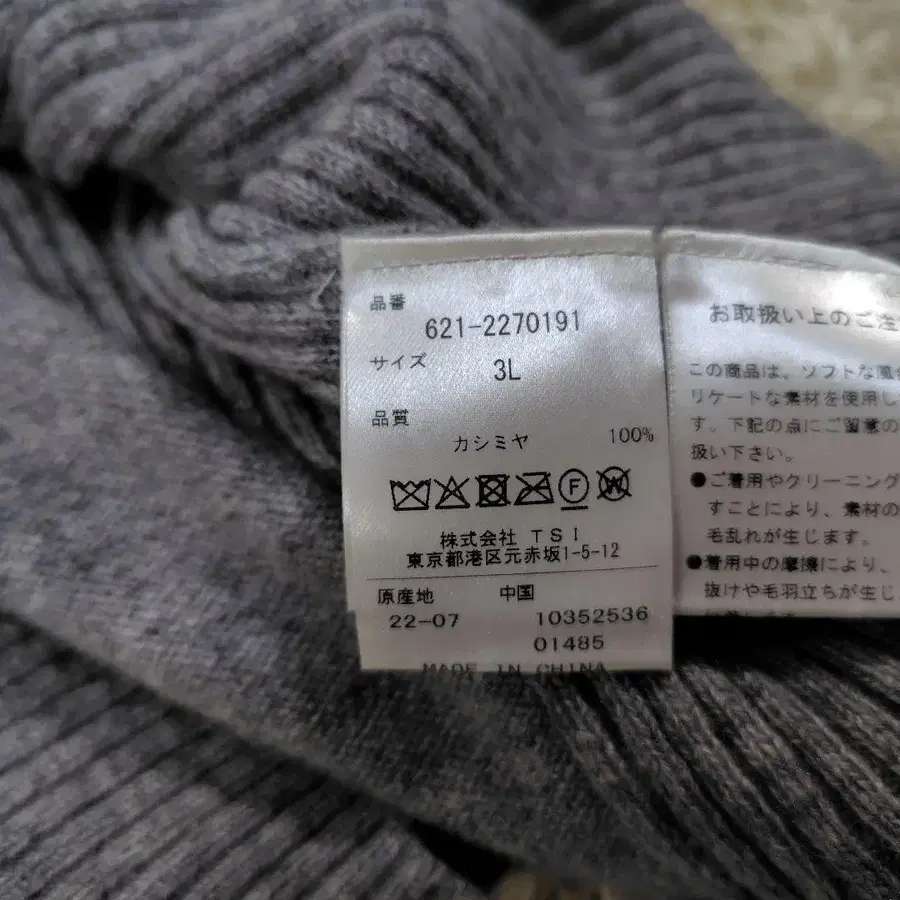 品番
621-2270191
サイズ
3L
品質
カシミヤ 100%
F W
株式会社 TSI
東京都港区元赤坂1-5-12
原産地 中国
22-07 10352536
01485
MADE IN CHINA
お取扱い上のご注
この商品は、ソフトな風合
リケートな素材を使用し
す。下記の点にご留意の
扱い下さい。
●ご着用やクリーニング
すことにより、素材の
毛乱れが生じます。
●着用中の摩擦により、
抜けや毛羽立ちが生じ